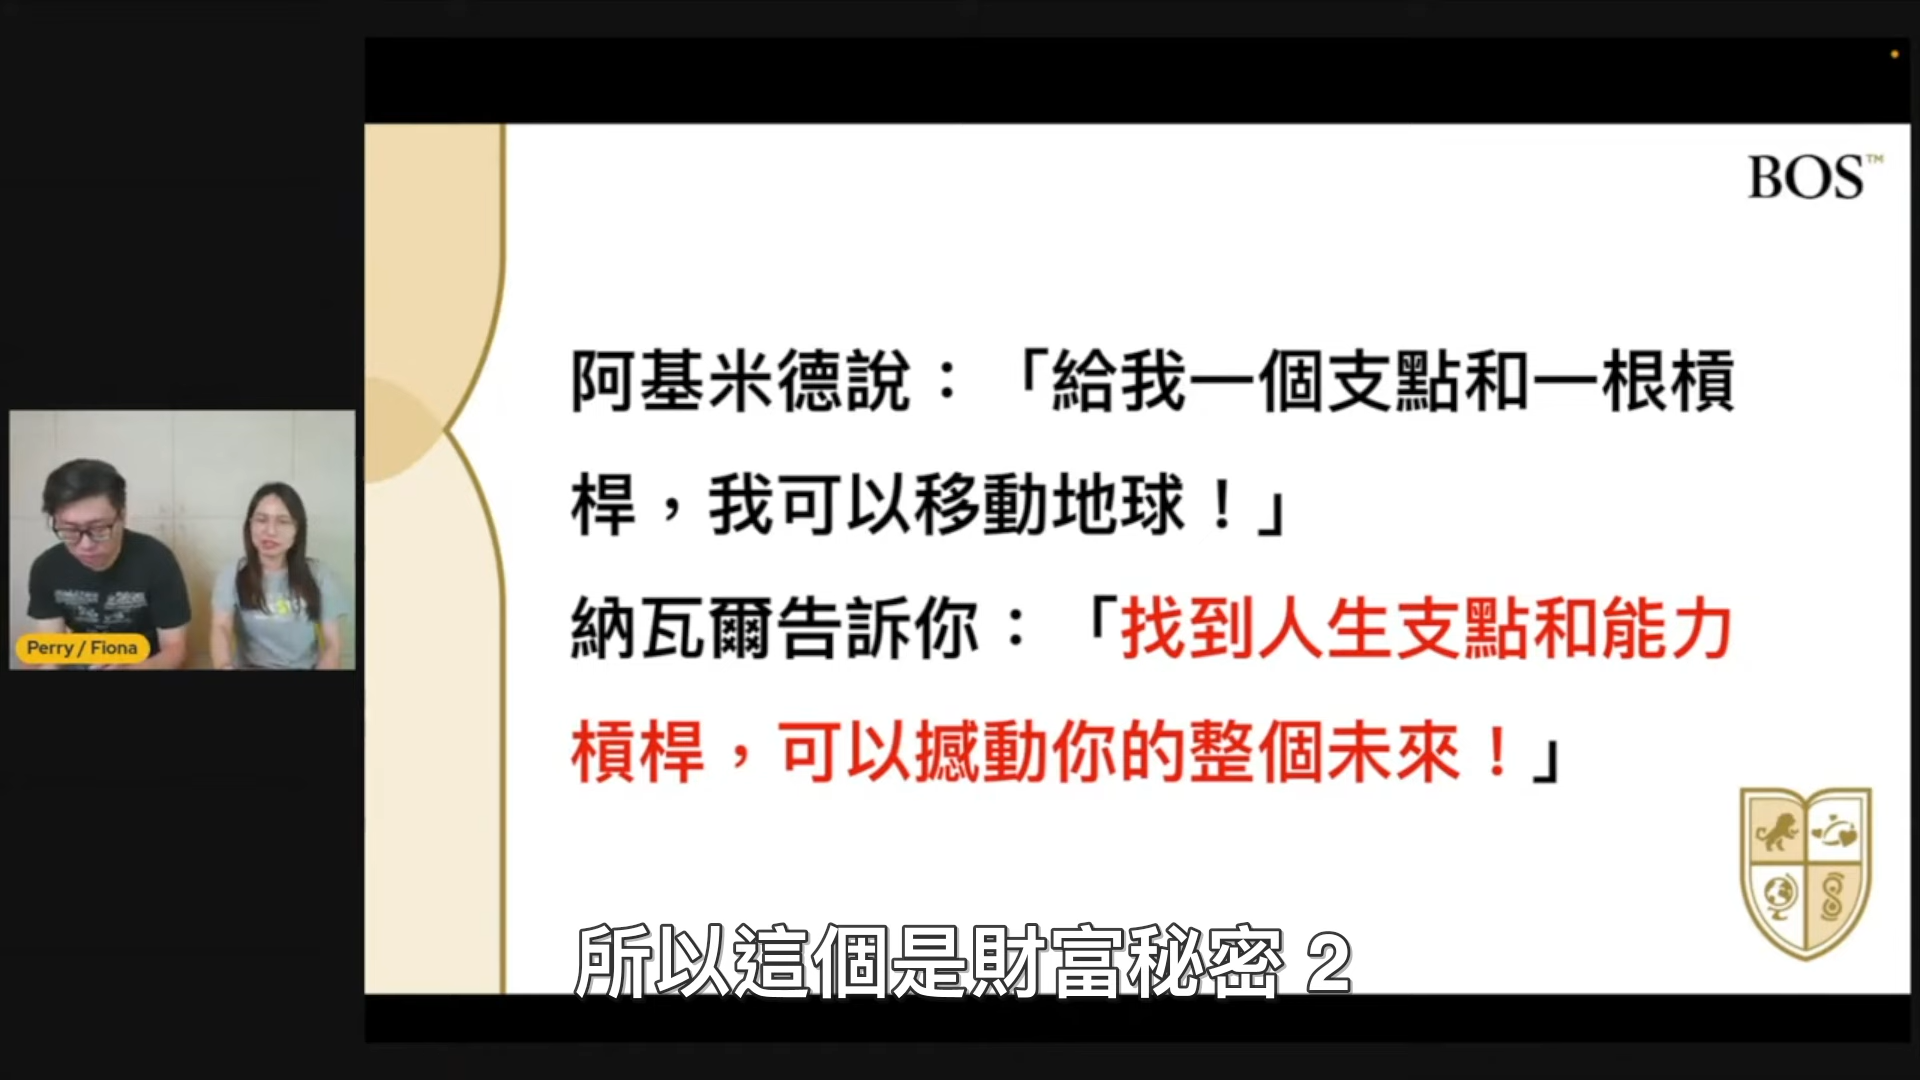 BOS™
阿基米德說：「給我一個支點和一根槓
桿，我可以移動地球！」
納瓦爾告訴你：「找到人生支點和能力
槓桿，可以撼動你的整個未來！」
Perry / Fiona
所以這個是財富秘密 2